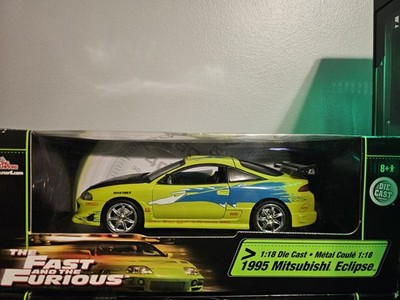 8+
DIE CAST
THE
FAST
AND THE
FURIOUS
1:18 Die Cast • Métal Coulé 1:18
1995 Mitsubishi Eclipse